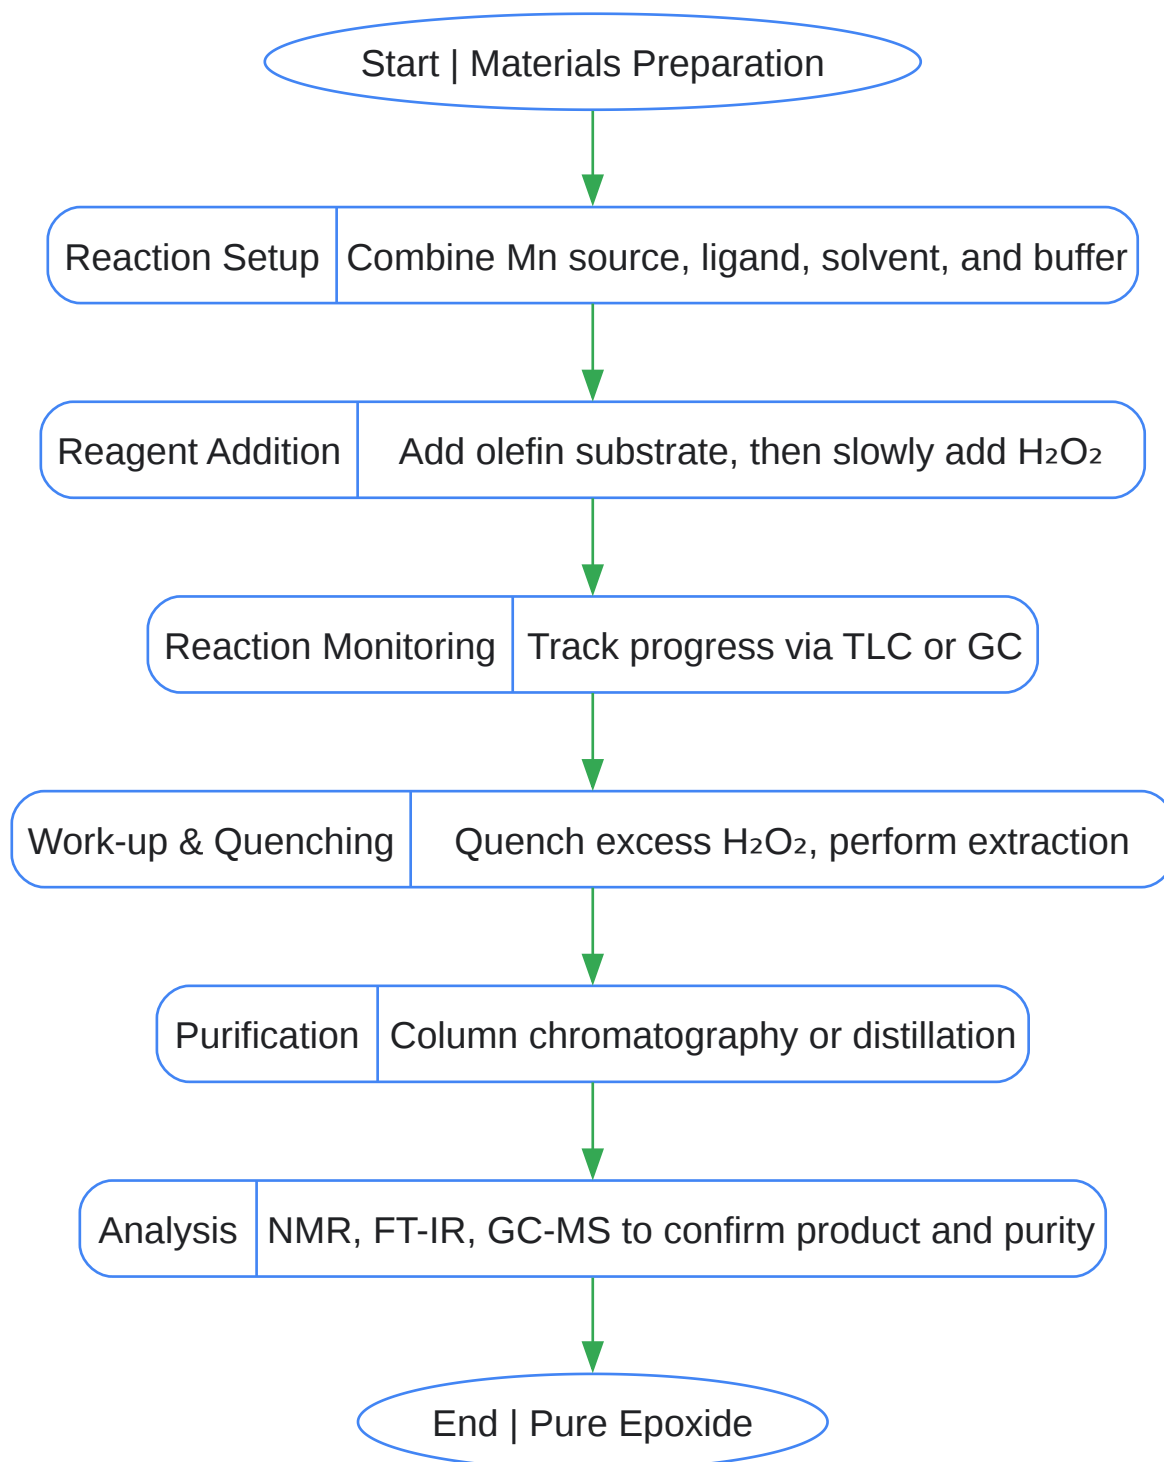 Start | Materials Preparation
Reaction Setup
Combine Mn source, ligand, solvent, and buffer
Reagent Addition
Add olefin substrate, then slowly add H₂O₂
Reaction Monitoring
Track progress via TLC or GC
Work-up & Quenching
Quench excess H₂O₂, perform extraction
Purification
Column chromatography or distillation
Analysis
NMR, FT-IR, GC-MS to confirm product and purity
End | Pure Epoxide